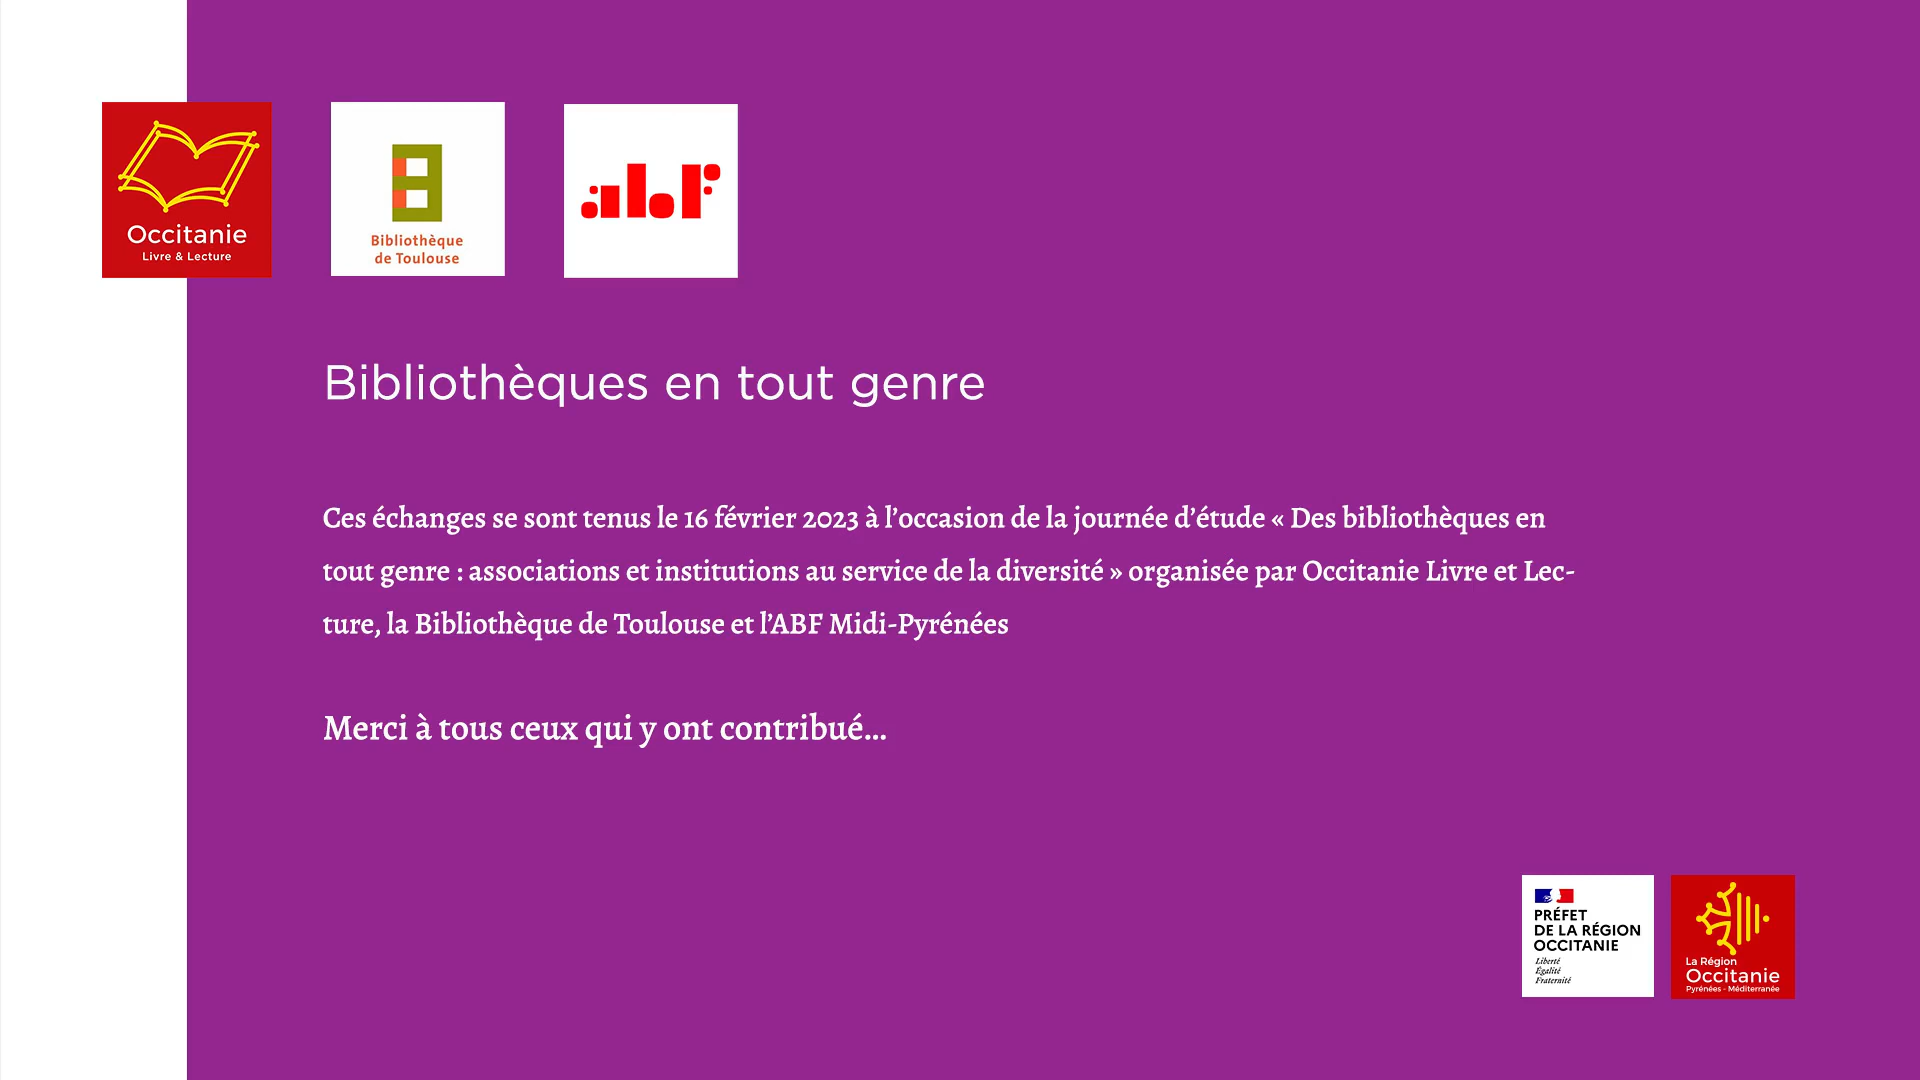 Occitanie
Livre & Lecture
Bibliothèque
de Toulouse
abf
Bibliothèques en tout genre
Ces échanges se sont tenus le 16 février 2023 à l’occasion de la journée d’étude « Des bibliothèques en
tout genre : associations et institutions au service de la diversité » organisée par Occitanie Livre et Lec-
ture, la Bibliothèque de Toulouse et l’ABF Midi-Pyrénées
Merci à tous ceux qui y ont contribué...
PRÉFET
DE LA RÉGION
OCCITANIE
Liberté
Égalité
Fraternité
La Région
Occitanie
Pyrénées - Méditerranée